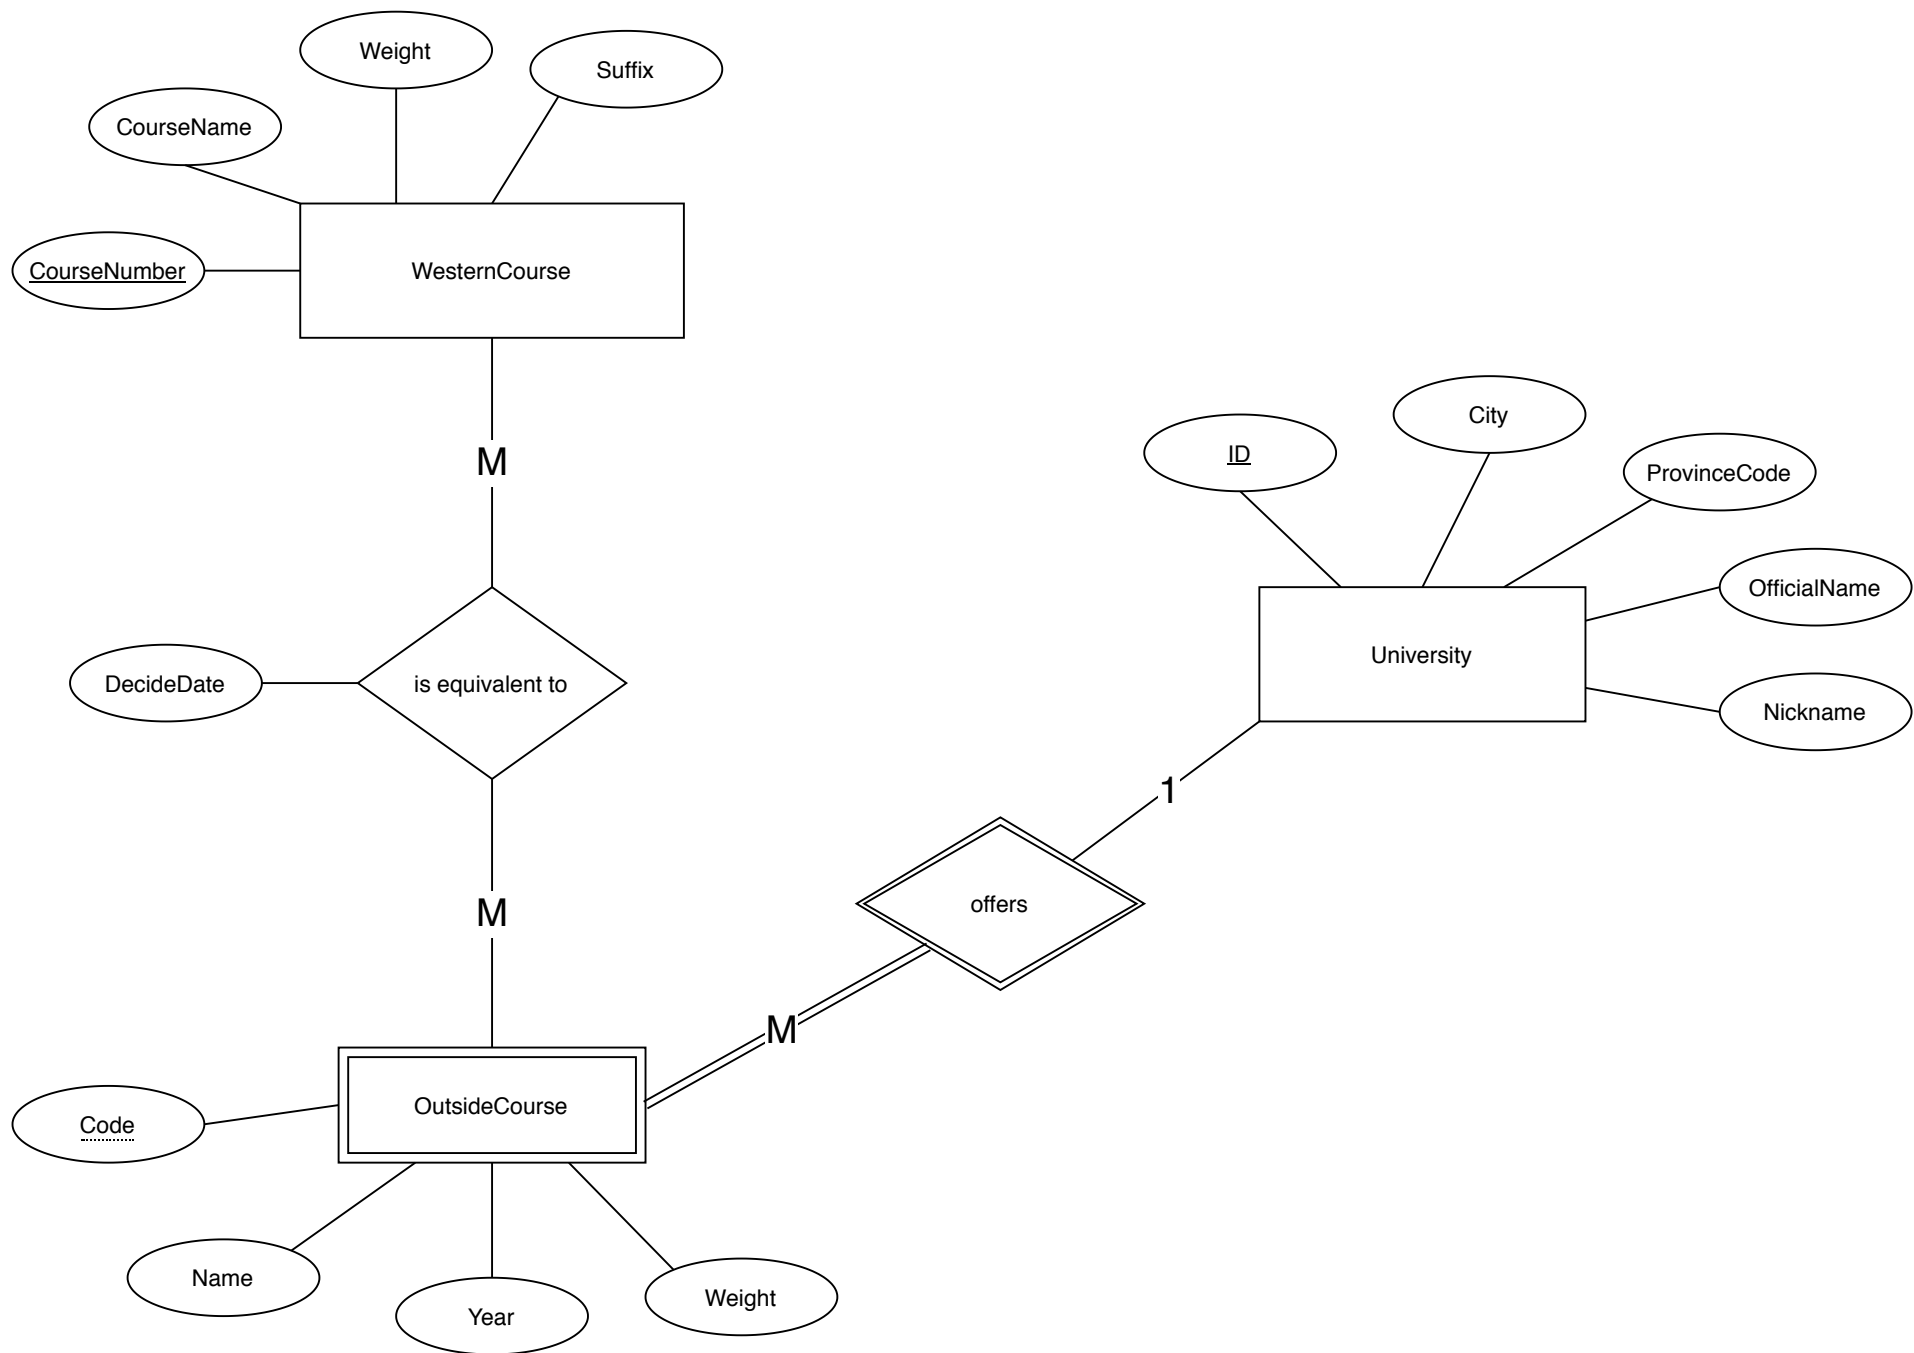 Weight
Suffix
CourseName
CourseNumber
WesternCourse
M
ID
City
ProvinceCode
OfficialName
University
Nickname
DecideDate
is equivalent to
1
M
offers
M
Code
OutsideCourse
Name
Year
Weight